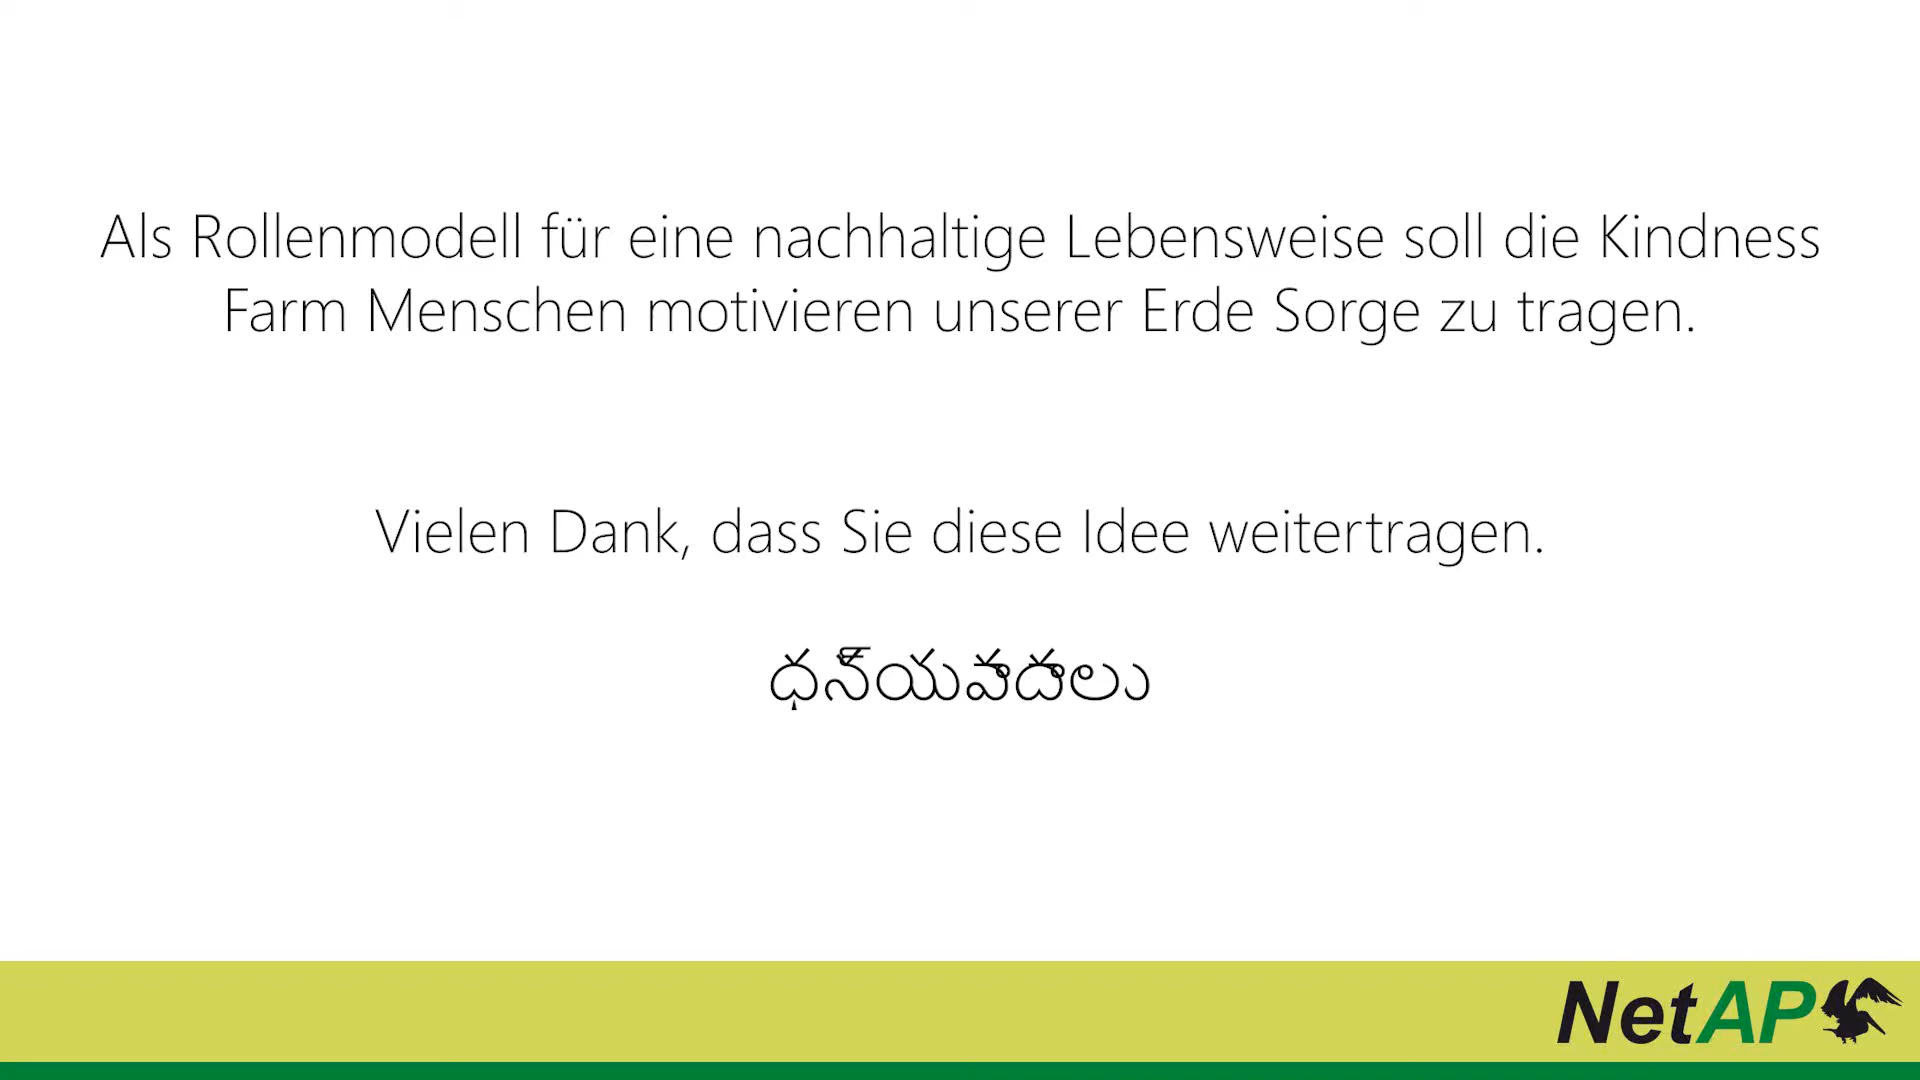 Als Rollenmodell für eine nachhaltige Lebensweise soll die Kindness
Farm Menschen motivieren unserer Erde Sorge zu tragen.
Vielen Dank, dass Sie diese Idee weitertragen.
ధన్‌యవాదాలు
NetAP